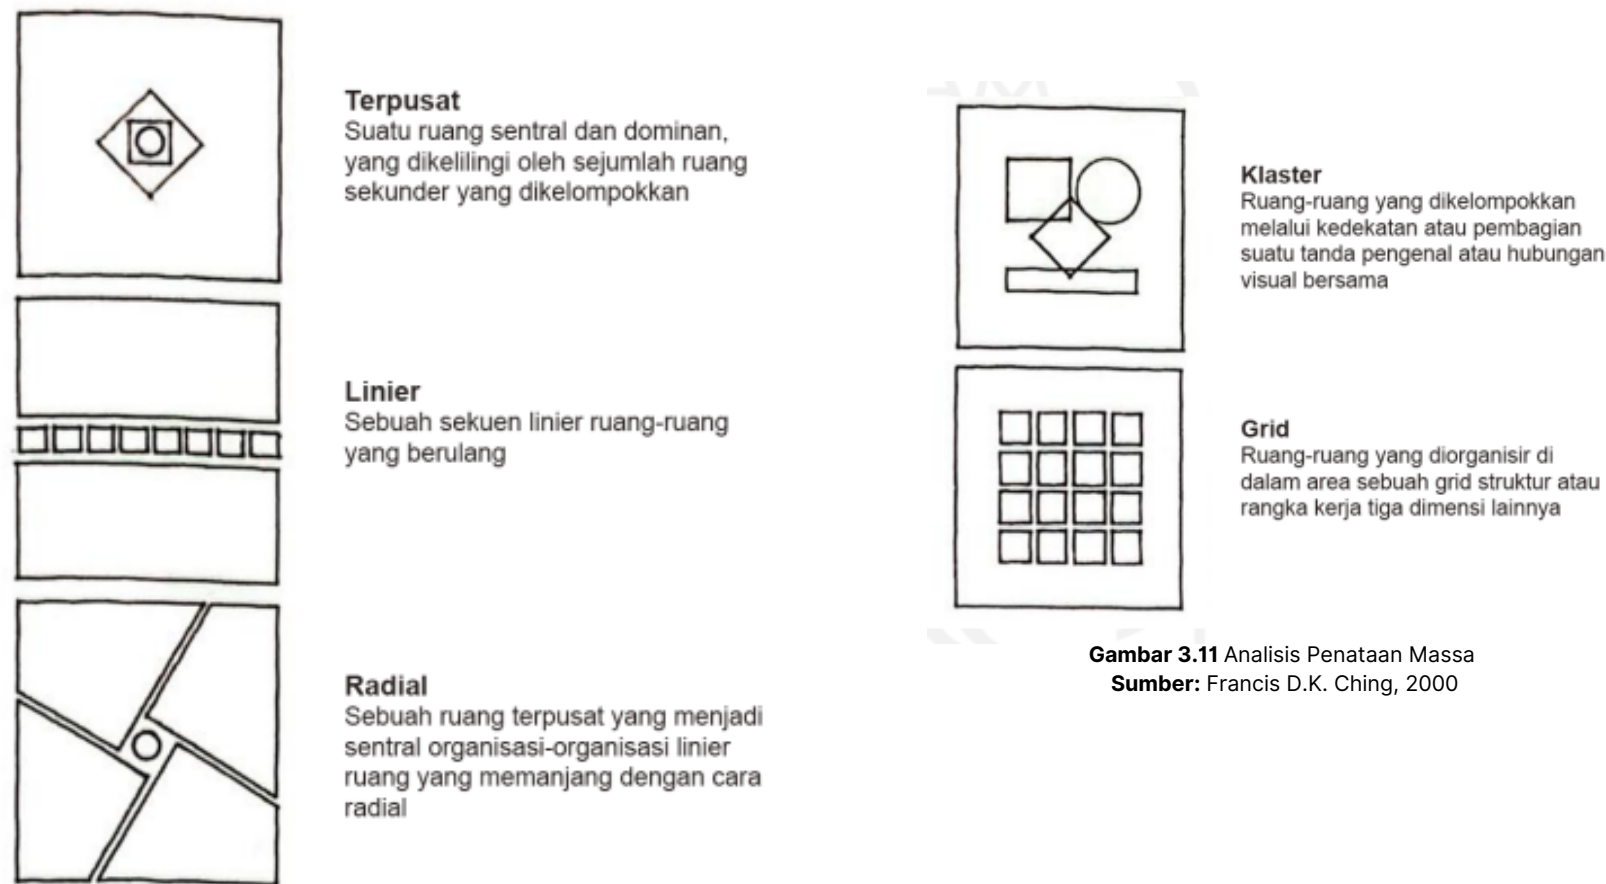 Terpusat
Suatu ruang sentral dan dominan,
yang dikelilingi oleh sejumlah ruang
sekunder yang dikelompokkan
Linier
Sebuah sekuen linier ruang-ruang
yang berulang
Radial
Sebuah ruang terpusat yang menjadi
sentral organisasi-organisasi linier
ruang yang memanjang dengan cara
radial
Klaster
Ruang-ruang yang dikelompokkan
melalui kedekatan atau pembagian
suatu tanda pengenal atau hubungan
visual bersama
Grid
Ruang-ruang yang diorganisir di
dalam area sebuah grid struktur atau
rangka kerja tiga dimensi lainnya
Gambar 3.11 Analisis Penataan Massa
Sumber: Francis D.K. Ching, 2000